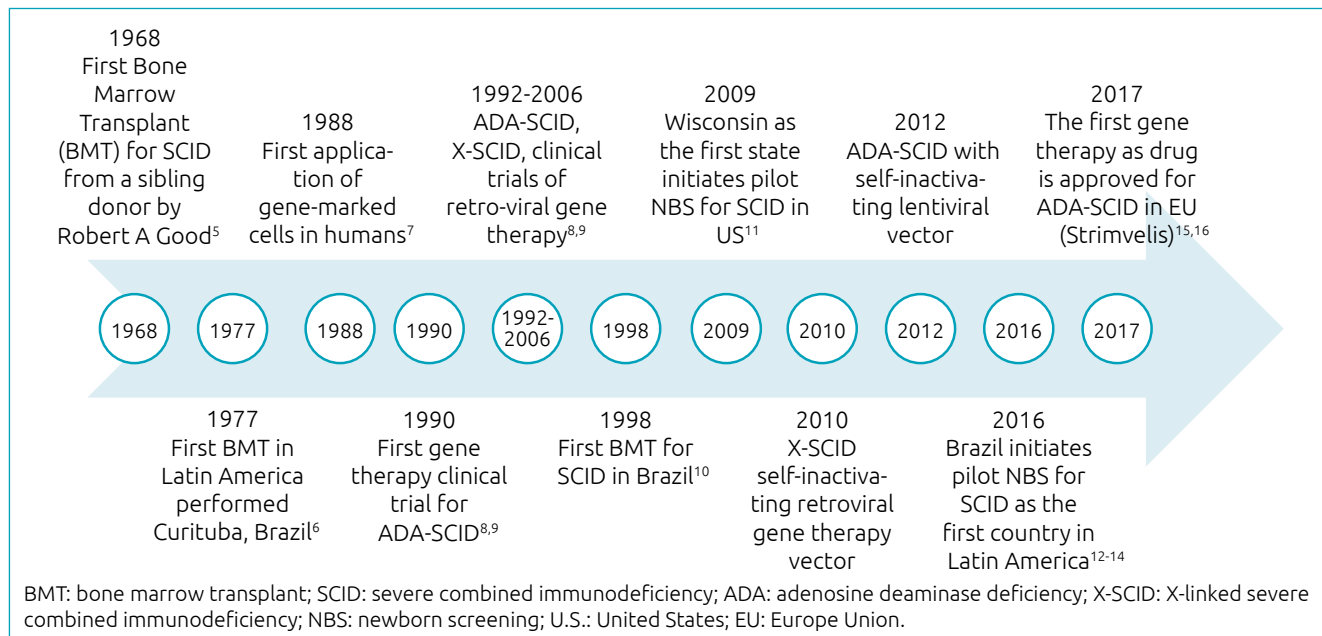 1968
First Bone
Marrow
Transplant
(BMT) for SCID
from a sibling
donor by
Robert A Good⁵
1988
First applica-
tion of
gene-marked
cells in humans⁷
1992-2006
ADA-SCID,
X-SCID, clinical
trials of
retro-viral gene
therapy⁸,⁹
2009
Wisconsin as
the first state
initiates pilot
NBS for SCID in
US¹¹
2012
ADA-SCID with
self-inactiva-
ting lentiviral
vector
2017
The first gene
therapy as drug
is approved for
ADA-SCID in EU
(Strimvelis)¹⁵,¹⁶
1968
1977
1988
1990
1992-
2006
1998
2009
2010
2012
2016
2017
1977
First BMT in
Latin America
performed
Curituba, Brazil⁶
1990
First gene
therapy clinical
trial for
ADA-SCID⁸,⁹
1998
First BMT for
SCID in Brazil¹⁰
2010
X-SCID
self-inactiva-
ting retroviral
gene therapy
vector
2016
Brazil initiates
pilot NBS for
SCID as the
first country in
Latin America¹²⁻¹⁴
BMT: bone marrow transplant; SCID: severe combined immunodeficiency; ADA: adenosine deaminase deficiency; X-SCID: X-linked severe
combined immunodeficiency; NBS: newborn screening; U.S.: United States; EU: Europe Union.